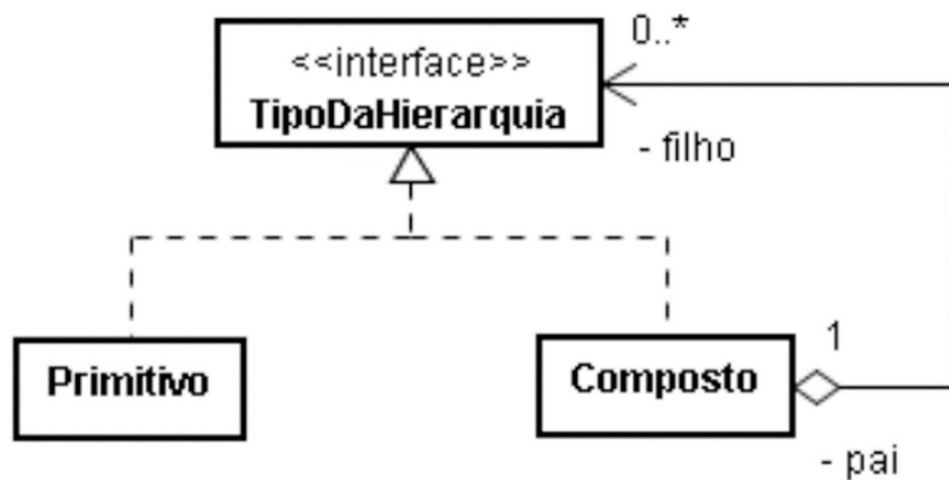 <<interface>>
TipoDaHierarquia
0..*
- filho
Primitivo
Composto
1
- pai